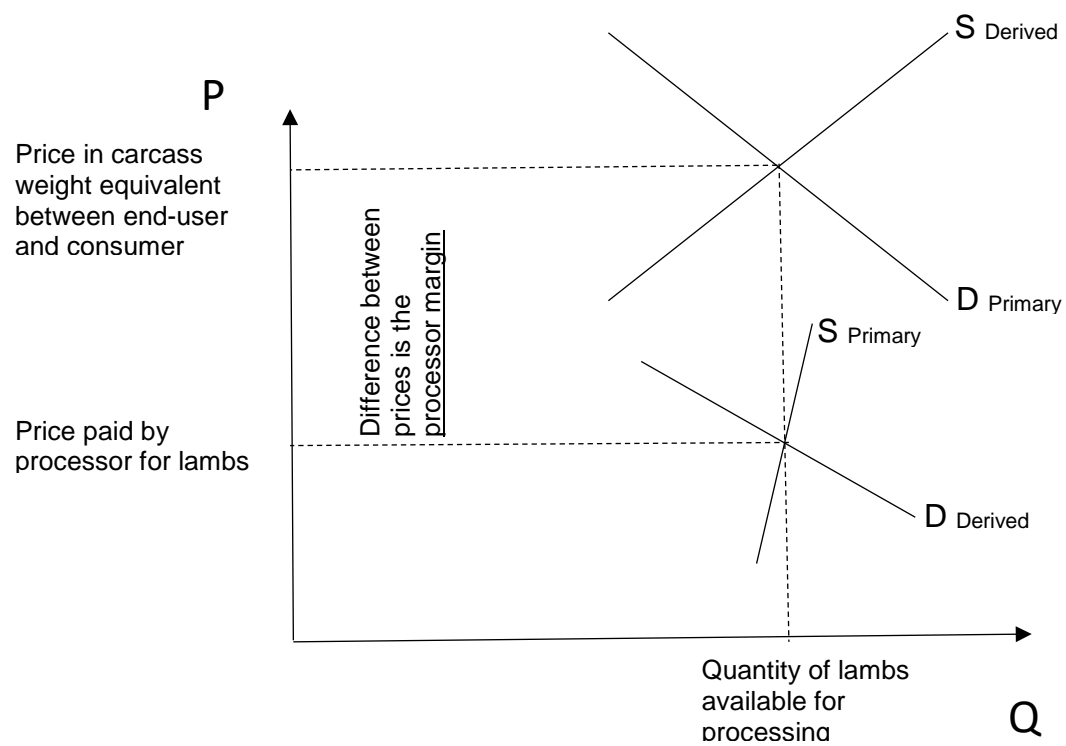 S Derived
P
Price in carcass
weight equivalent
between end-user
and consumer
Difference between
prices is the
processor margin
D Primary
S Primary
Price paid by
processor for lambs
D Derived
Quantity of lambs
available for
processing
Q